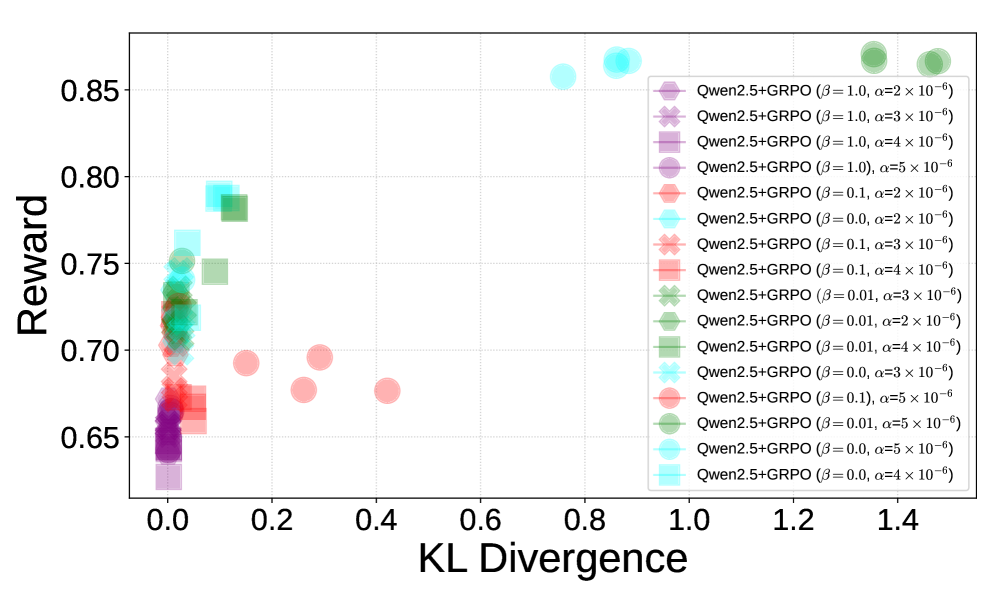 0.85
0.80
0.75
0.70
0.65
Reward
0.0 0.2 0.4 0.6 0.8 1.0 1.2 1.4
KL Divergence
Qwen2.5+GRPO (β = 1.0, α=2 × 10⁻⁶)
Qwen2.5+GRPO (β = 1.0, α=3 × 10⁻⁶)
Qwen2.5+GRPO (β = 1.0, α=4 × 10⁻⁶)
Qwen2.5+GRPO (β = 1.0), α=5 × 10⁻⁶
Qwen2.5+GRPO (β = 0.1, α=2 × 10⁻⁶)
Qwen2.5+GRPO (β = 0.0, α=2 × 10⁻⁶)
Qwen2.5+GRPO (β = 0.1, α=3 × 10⁻⁶)
Qwen2.5+GRPO (β = 0.1, α=4 × 10⁻⁶)
Qwen2.5+GRPO (β = 0.01, α=3 × 10⁻⁶)
Qwen2.5+GRPO (β = 0.01, α=2 × 10⁻⁶)
Qwen2.5+GRPO (β = 0.01, α=4 × 10⁻⁶)
Qwen2.5+GRPO (β = 0.0, α=3 × 10⁻⁶)
Qwen2.5+GRPO (β = 0.1), α=5 × 10⁻⁶
Qwen2.5+GRPO (β = 0.01, α=5 × 10⁻⁶)
Qwen2.5+GRPO (β = 0.0, α=5 × 10⁻⁶)
Qwen2.5+GRPO (β = 0.0, α=4 × 10⁻⁶)